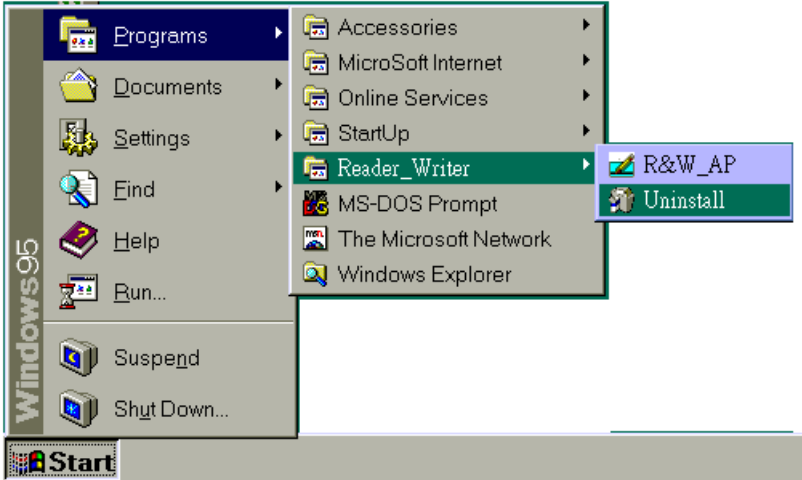 Programs
Documents
Settings
Find
Help
Run...
Suspend
Shut Down...
Windows95
Start
Accessories
MicroSoft Internet
Online Services
StartUp
Reader_Writer
MS-DOS Prompt
The Microsoft Network
Windows Explorer
R&W_AP
Uninstall